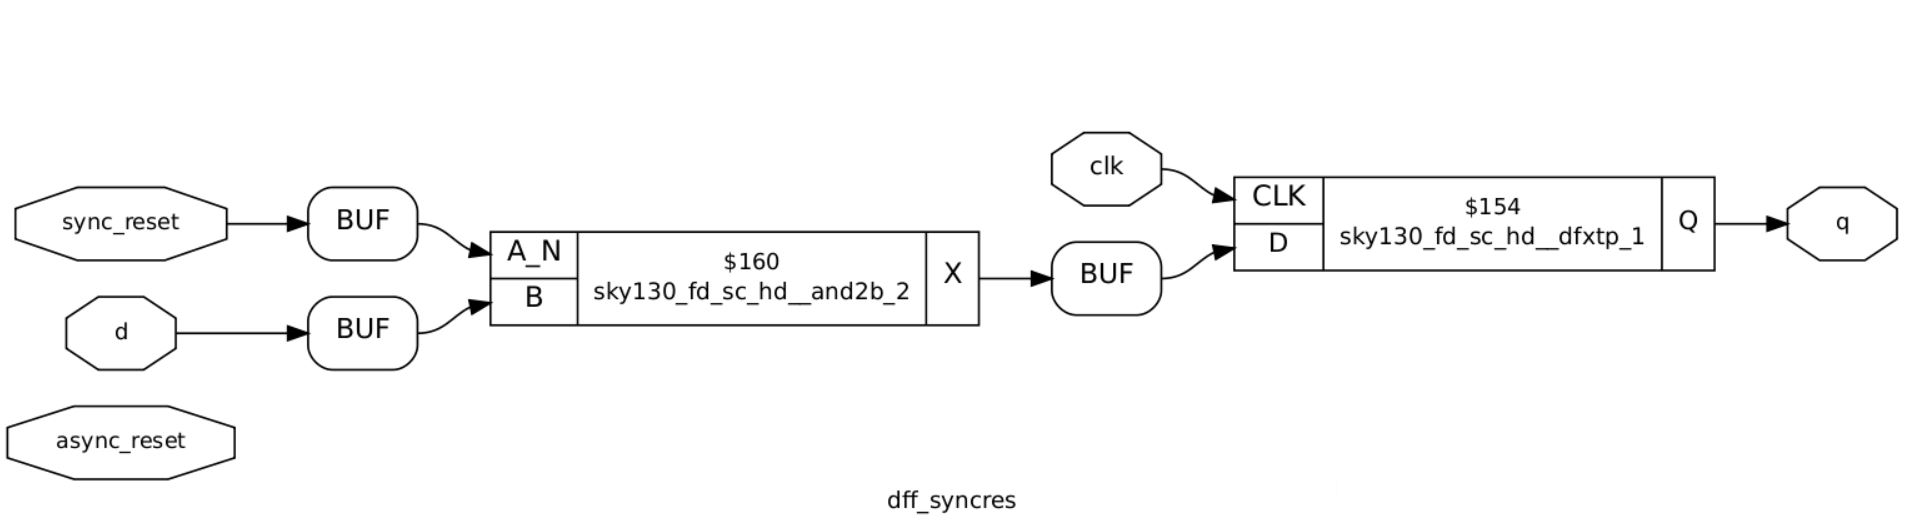 sync_reset
BUF
d
BUF
async_reset
A_N
B
$160
sky130_fd_sc_hd__and2b_2
X
clk
BUF
CLK
D
$154
sky130_fd_sc_hd__dfxtp_1
Q
q
dff_syncres